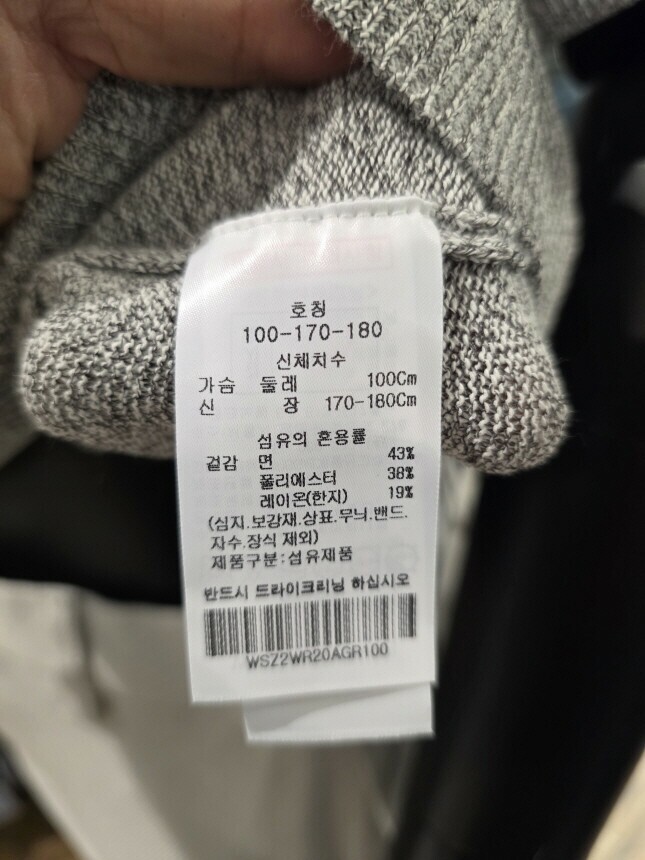 호칭
100-170-180
신체치수
가슴 둘레 100Cm
신 장 170-180Cm
섬유의 혼용률
겉감 면 43%
폴리에스터 38%
레이온(한지) 19%
(심지.보강재.상표.무늬.밴드.
자수.장식 제외)
제품구분:섬유제품
반드시 드라이크리닝 하십시오
WSZ2WR20AGR100